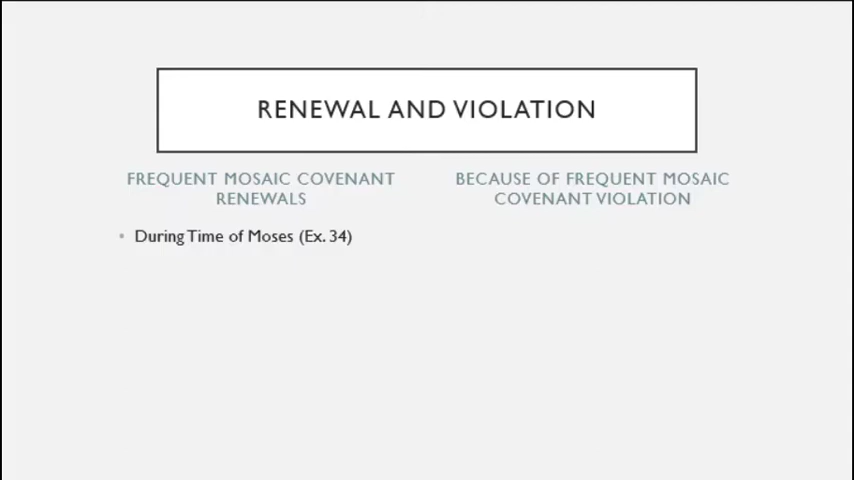 RENEWAL AND VIOLATION
FREQUENT MOSAIC COVENANT
RENEWALS
▪ During Time of Moses (Ex. 34)
BECAUSE OF FREQUENT MOSAIC
COVENANT VIOLATION